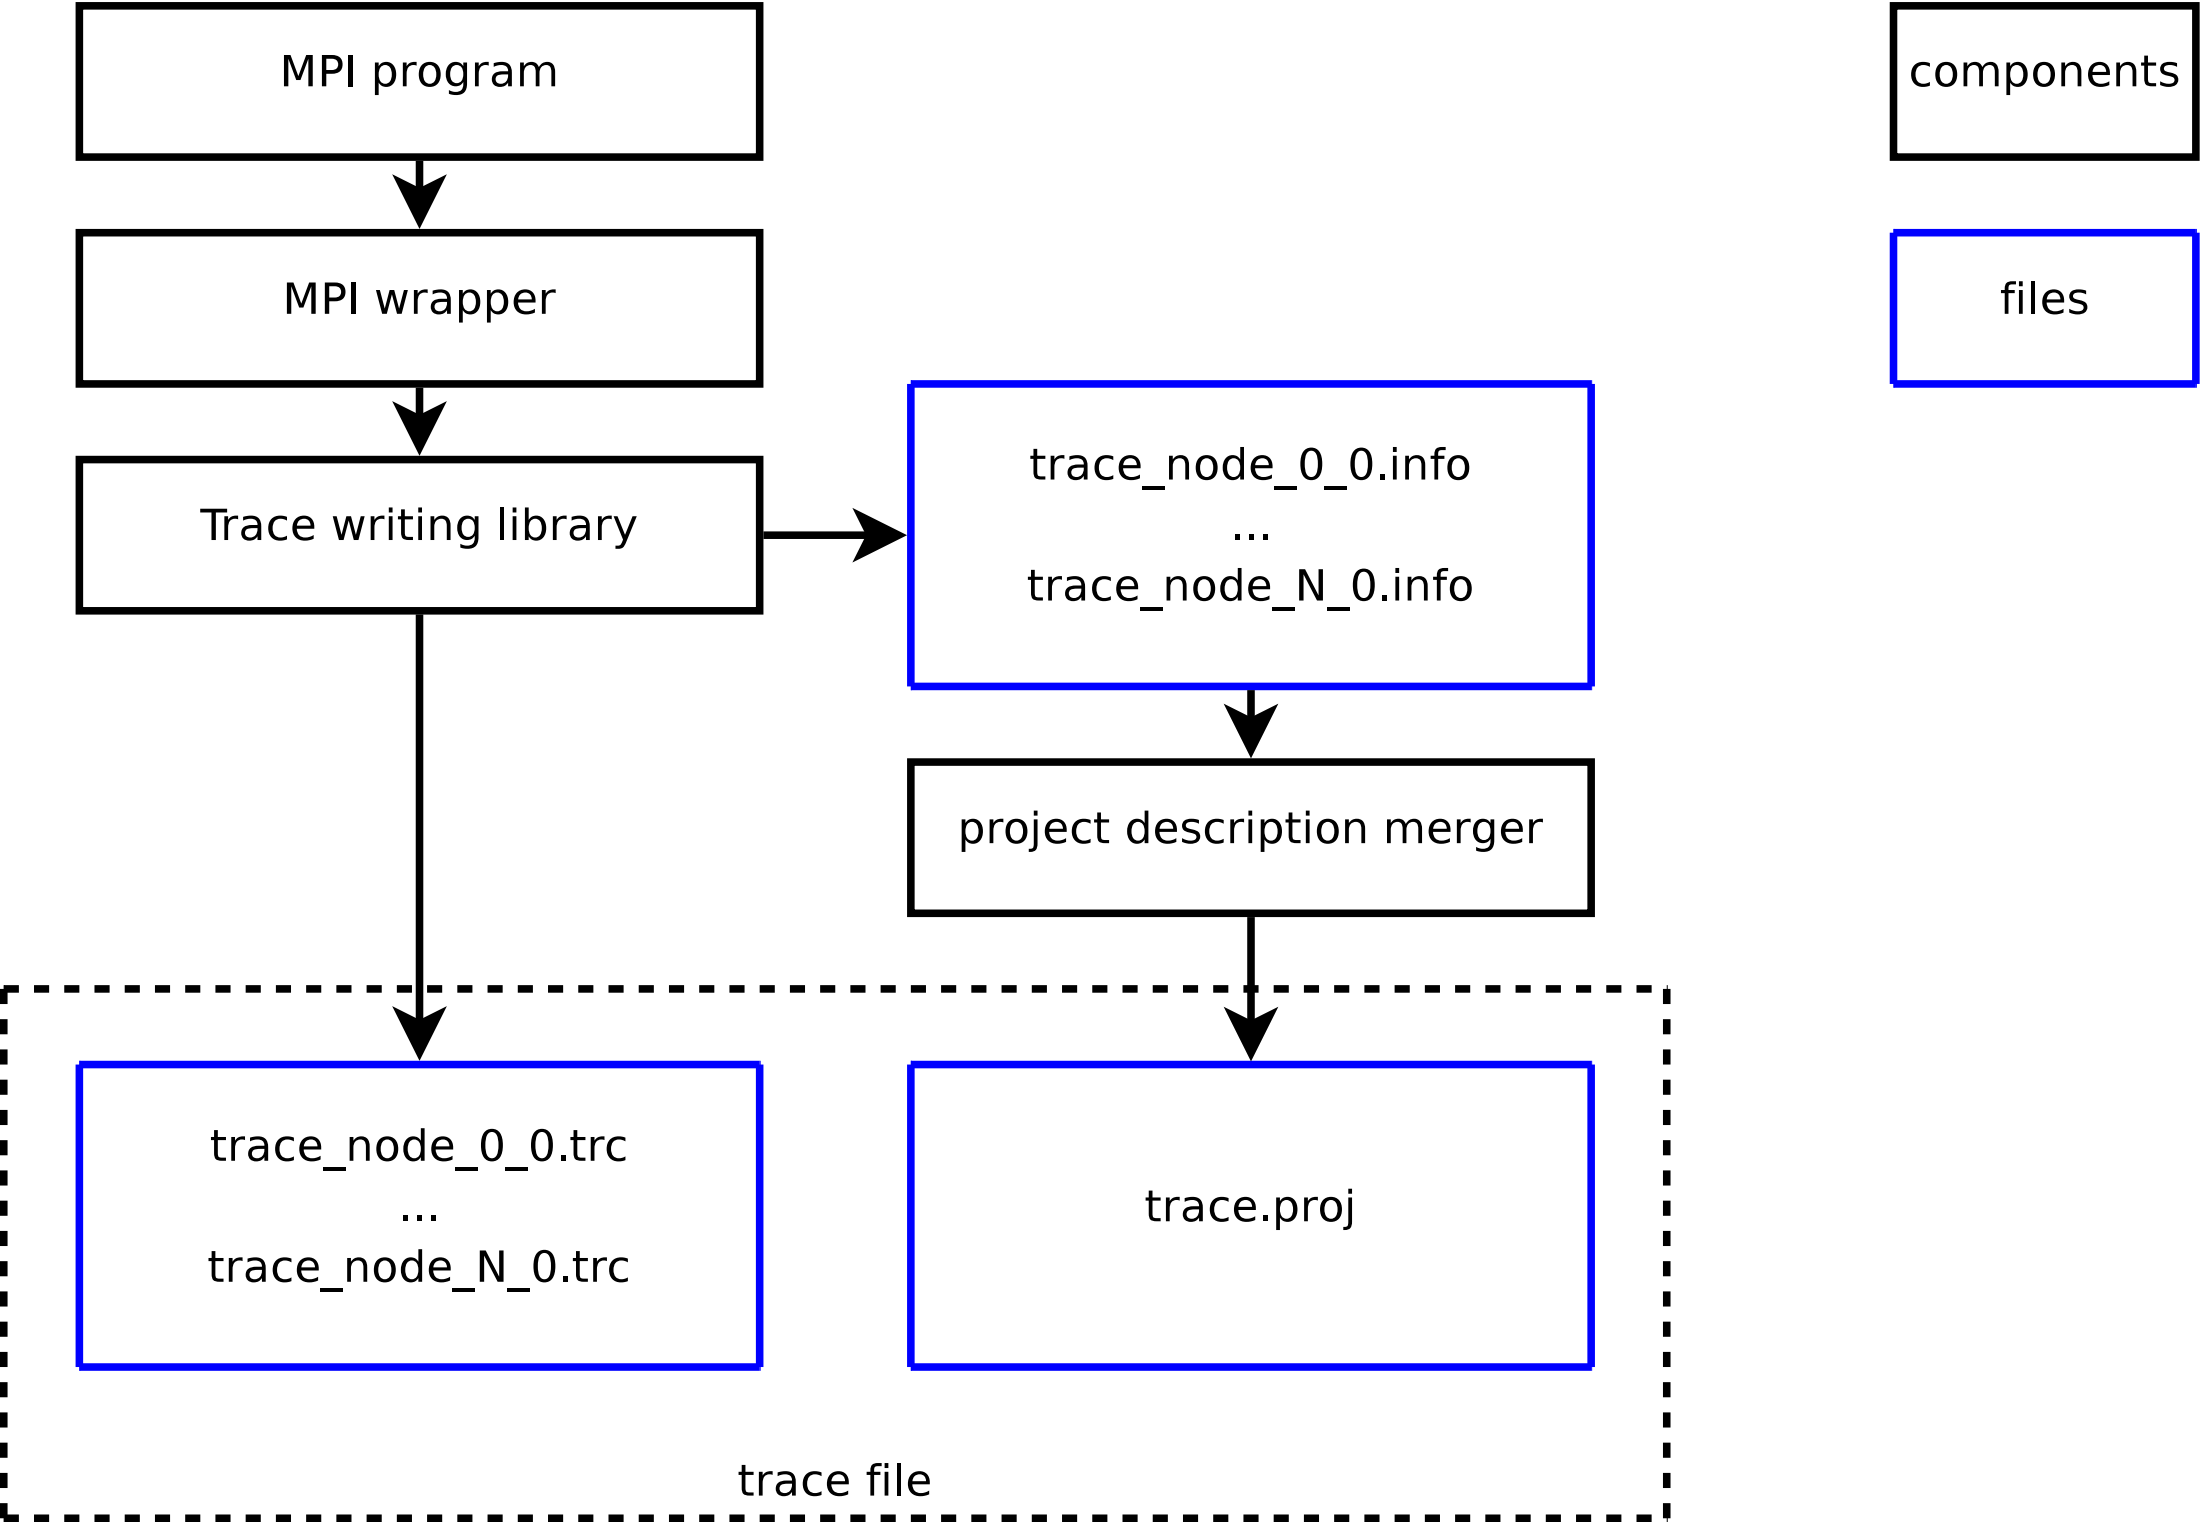 MPI program
components
MPI wrapper
files
Trace writing library
trace_node_0_0.info
...
trace_node_N_0.info
project description merger
trace_node_0_0.trc
...
trace_node_N_0.trc
trace.proj
trace file